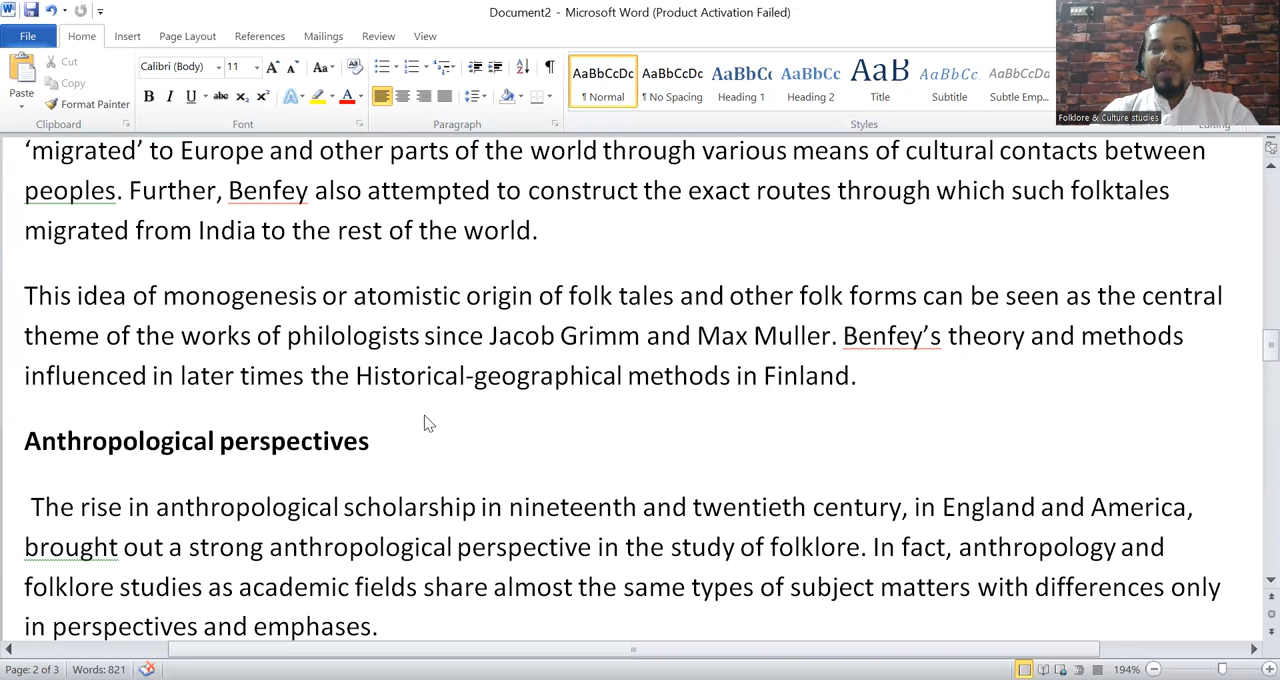 Document2 - Microsoft Word (Product Activation Failed)
File Home Insert Page Layout References Mailings Review View
Paste
Cut
Copy
Format Painter
Clipboard
Calibri (Body) 11
Font
Paragraph
AaBbCcDc AaBbCcDc AaBbCc AaBbCc AaB AaBbCc. AaBbCcDc
¶ Normal ¶ No Spacing Heading 1 Heading 2 Title Subtitle Subtle Emp...
Styles
Folklore & Culture studies
‘migrated’ to Europe and other parts of the world through various means of cultural contacts between
peoples. Further, Benfey also attempted to construct the exact routes through which such folktales
migrated from India to the rest of the world.
This idea of monogenesis or atomistic origin of folk tales and other folk forms can be seen as the central
theme of the works of philologists since Jacob Grimm and Max Muller. Benfey’s theory and methods
influenced in later times the Historical-geographical methods in Finland.
Anthropological perspectives
The rise in anthropological scholarship in nineteenth and twentieth century, in England and America,
brought out a strong anthropological perspective in the study of folklore. In fact, anthropology and
folklore studies as academic fields share almost the same types of subject matters with differences only
in perspectives and emphases.
Page: 2 of 3 Words: 821 194%